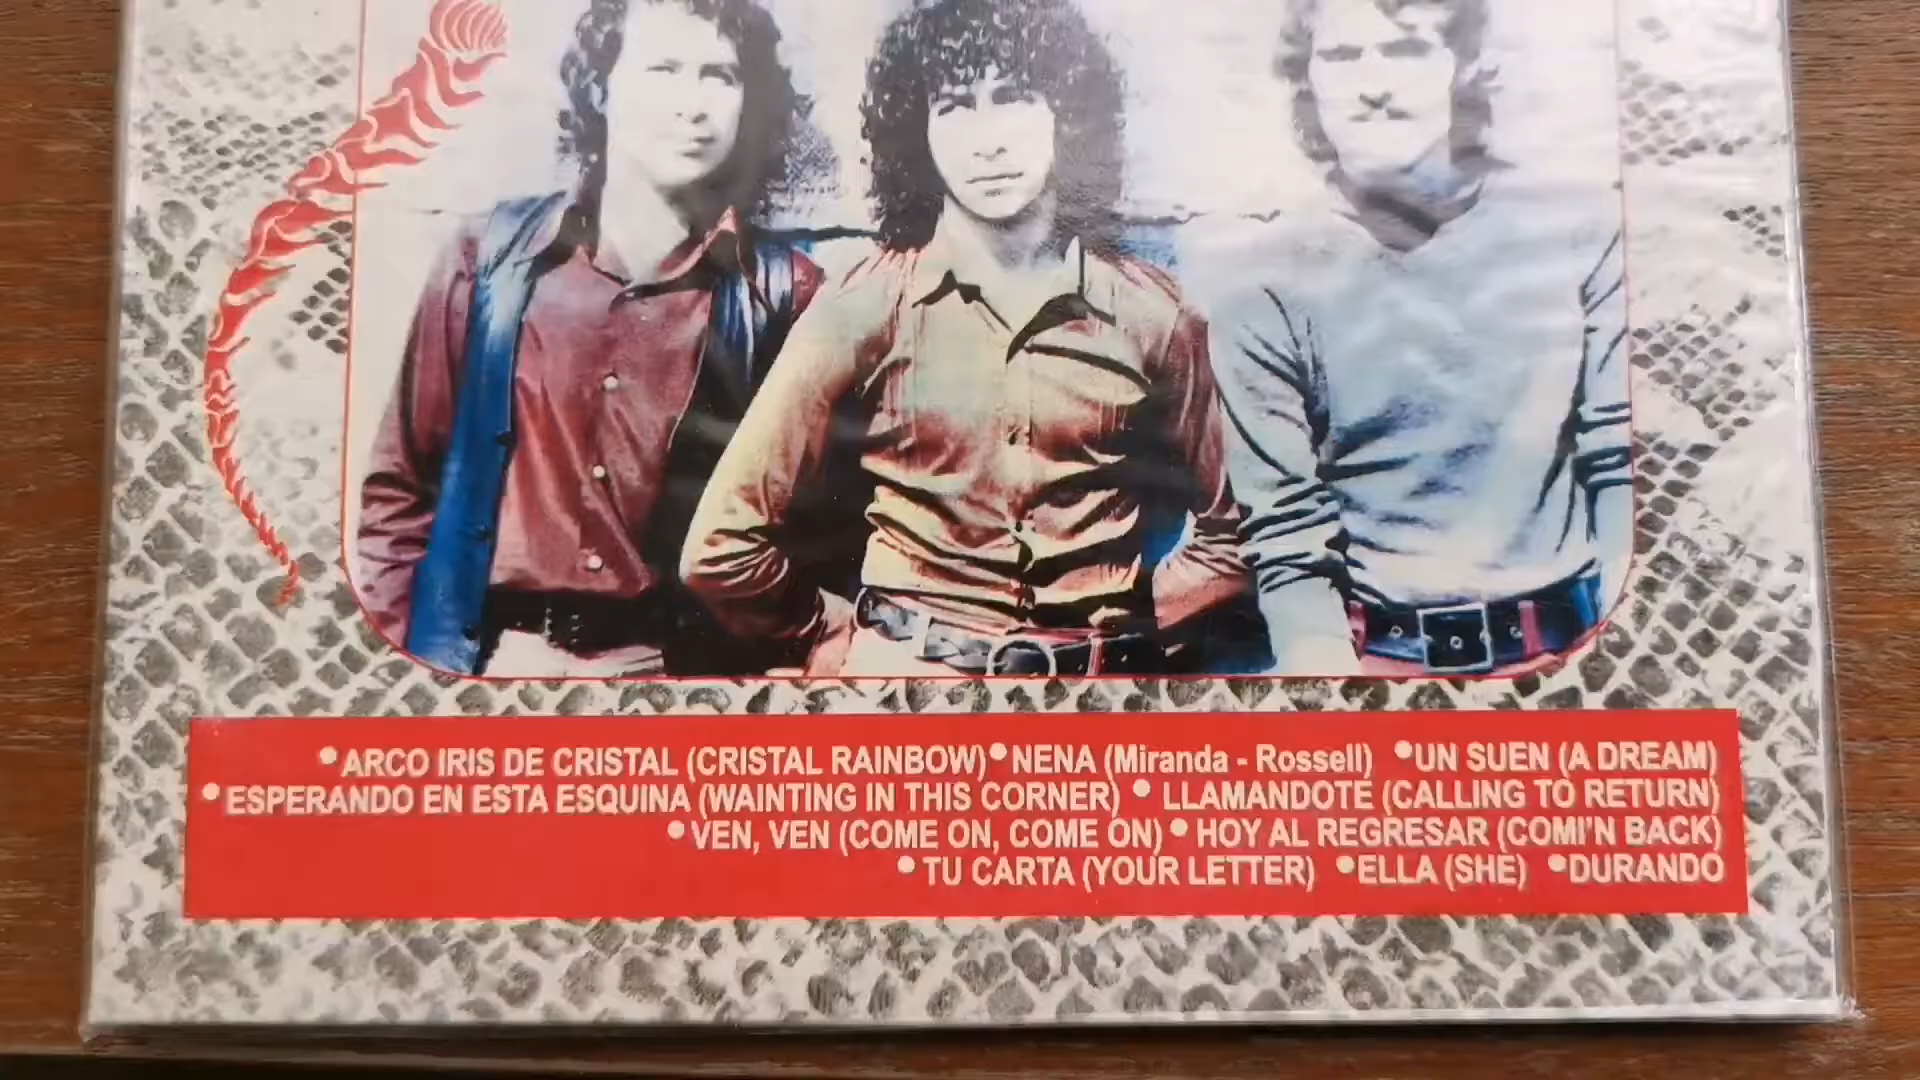 •ARCO IRIS DE CRISTAL (CRISTAL RAINBOW)•NENA (Miranda - Rossell) •UN SUEN (A DREAM)
•ESPERANDO EN ESTA ESQUINA (WAINTING IN THIS CORNER) • LLAMANDOTE (CALLING TO RETURN)
•VEN, VEN (COME ON, COME ON)•HOY AL REGRESAR (COMI'N BACK)
•TU CARTA (YOUR LETTER) •ELLA (SHE) •DURANDO